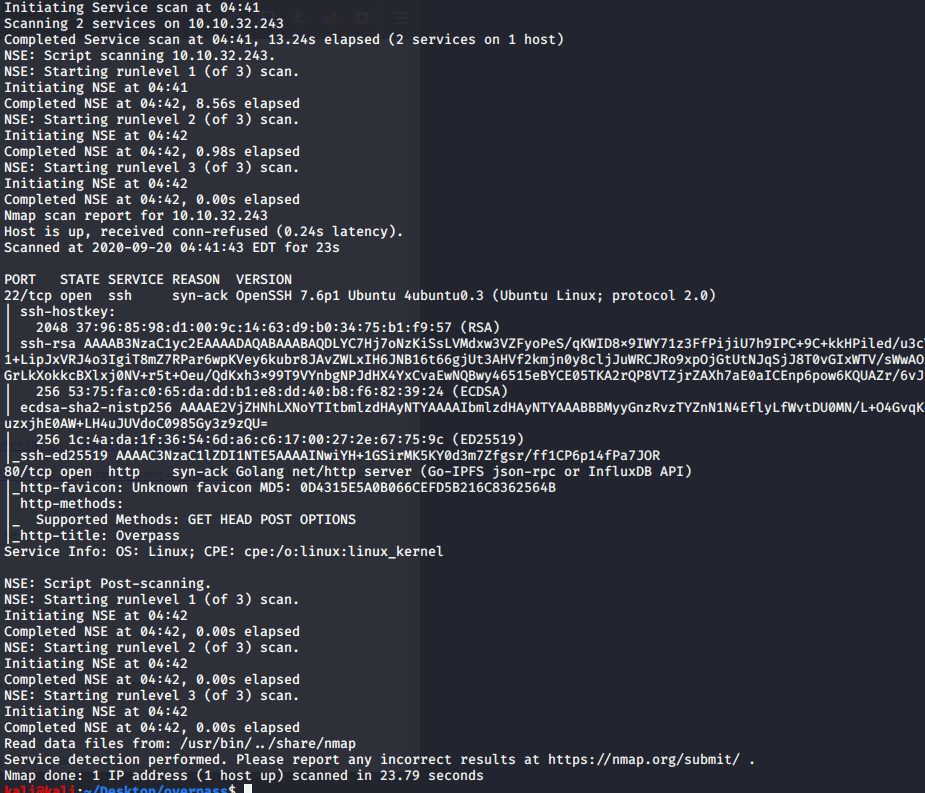 Initiating Service scan at 04:41
Scanning 2 services on 10.10.32.243
Completed Service scan at 04:41, 13.24s elapsed (2 services on 1 host)
NSE: Script scanning 10.10.32.243.
NSE: Starting runlevel 1 (of 3) scan.
Initiating NSE at 04:41
Completed NSE at 04:42, 8.56s elapsed
NSE: Starting runlevel 2 (of 3) scan.
Initiating NSE at 04:42
Completed NSE at 04:42, 0.98s elapsed
NSE: Starting runlevel 3 (of 3) scan.
Initiating NSE at 04:42
Completed NSE at 04:42, 0.00s elapsed
Nmap scan report for 10.10.32.243
Host is up, received conn-refused (0.24s latency).
Scanned at 2020-09-20 04:41:43 EDT for 23s
PORT   STATE SERVICE REASON  VERSION
22/tcp open  ssh     syn-ack OpenSSH 7.6p1 Ubuntu 4ubuntu0.3 (Ubuntu Linux; protocol 2.0)
| ssh-hostkey:
|   2048 37:96:85:98:d1:00:9c:14:63:d9:b0:34:75:b1:f9:57 (RSA)
| ssh-rsa AAAAB3NzaC1yc2EAAAADAQABAAABAQDLYC7Hj7oNzKiSsLVMdxw3VZFyoPeS/qKWID8×9IWY71z3FfPijiU7h9IPC+9C+kkHPiled/u3c
1+LipJxVRJ4o3IgiT8mZ7RPar6wpKVey6kubr8JAvZWLxIH6JNB16t66gjUt3AHVf2kmjn0y8cljJuWRCJRo9xpOjGtUtNJqSjJ8T0vGIxWTV/sWwAO
GrLkXokkcBXlxj0NV+r5t+Oeu/QdKxh3×99T9VYnbgNPJdHX4YxCvaEwNQBwy46515eBYCE05TKA2rQP8VTZjrZAXh7aE0aICEnp6pow6KQUAZr/6vJ
|   256 53:75:fa:c0:65:da:dd:b1:e8:dd:40:b8:f6:82:39:24 (ECDSA)
| ecdsa-sha2-nistp256 AAAAE2VjZHNhLXNoYTItbmlzdHAyNTYAAAAIbmlzdHAyNTYAAABBBMyyGnzRvzTYZnN1N4EflyLfWvtDU0MN/L+O4GvqK
uzxjhE0AW+LH4uJUVdoC0985Gy3z9zQU=
|   256 1c:4a:da:1f:36:54:6d:a6:c6:17:00:27:2e:67:75:9c (ED25519)
|_ssh-ed25519 AAAAC3NzaC1lZDI1NTE5AAAAINwiYH+1GSirMK5KY0d3m7Zfgsr/ff1CP6p14fPa7JOR
80/tcp open  http    syn-ack Golang net/http server (Go-IPFS json-rpc or InfluxDB API)
|_http-favicon: Unknown favicon MD5: 0D4315E5A0B066CEFD5B216C8362564B
| http-methods:
|_  Supported Methods: GET HEAD POST OPTIONS
|_http-title: Overpass
Service Info: OS: Linux; CPE: cpe:/o:linux:linux_kernel
NSE: Script Post-scanning.
NSE: Starting runlevel 1 (of 3) scan.
Initiating NSE at 04:42
Completed NSE at 04:42, 0.00s elapsed
NSE: Starting runlevel 2 (of 3) scan.
Initiating NSE at 04:42
Completed NSE at 04:42, 0.00s elapsed
NSE: Starting runlevel 3 (of 3) scan.
Initiating NSE at 04:42
Completed NSE at 04:42, 0.00s elapsed
Read data files from: /usr/bin/../share/nmap
Service detection performed. Please report any incorrect results at https://nmap.org/submit/ .
Nmap done: 1 IP address (1 host up) scanned in 23.79 seconds
kali@kali:~/Desktop/overpass$